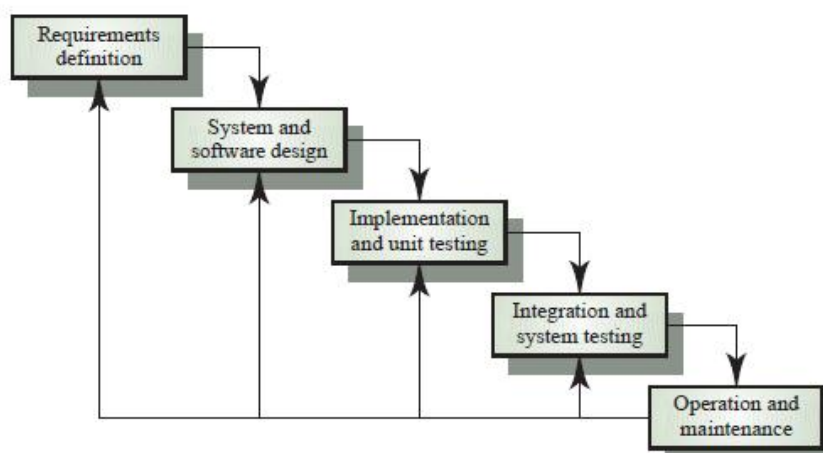 Requirements
definition
System and
software design
Implementation
and unit testing
Integration and
system testing
Operation and
maintenance